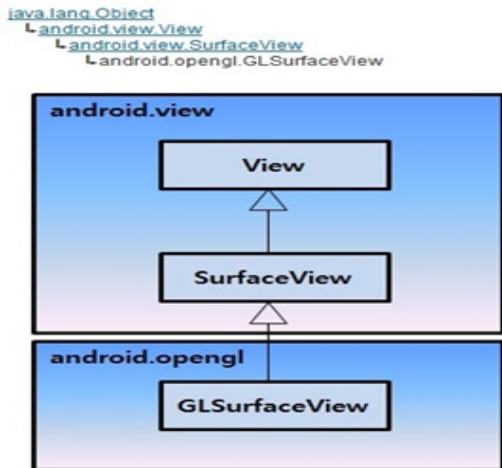 java.lang.Object
android.view.View
android.view.SurfaceView
android.opengl.GLSurfaceView
android.view
View
SurfaceView
android.opengl
GLSurfaceView